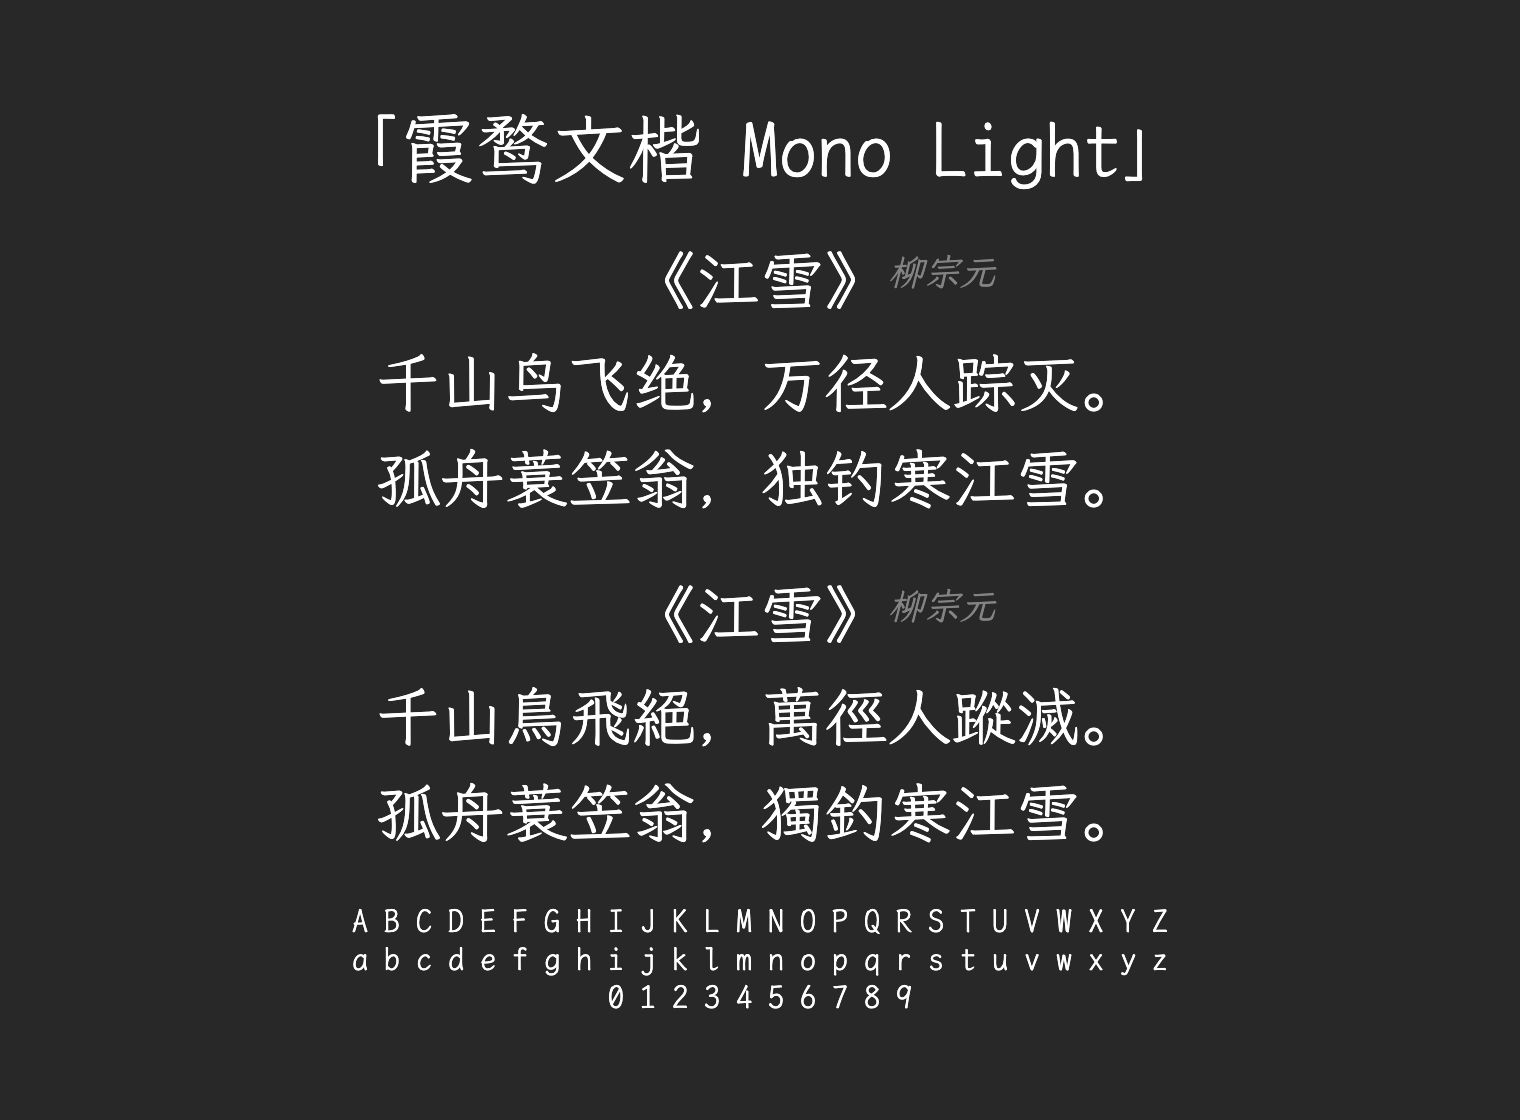 「霞鹜文楷 Mono Light」
《江雪》 柳宗元
千山鸟飞绝，万径人踪灭。
孤舟蓑笠翁，独钓寒江雪。
《江雪》 柳宗元
千山鳥飛絕，萬徑人蹤滅。
孤舟蓑笠翁，獨釣寒江雪。
A B C D E F G H I J K L M N O P Q R S T U V W X Y Z
a b c d e f g h i j k l m n o p q r s t u v w x y z
0 1 2 3 4 5 6 7 8 9